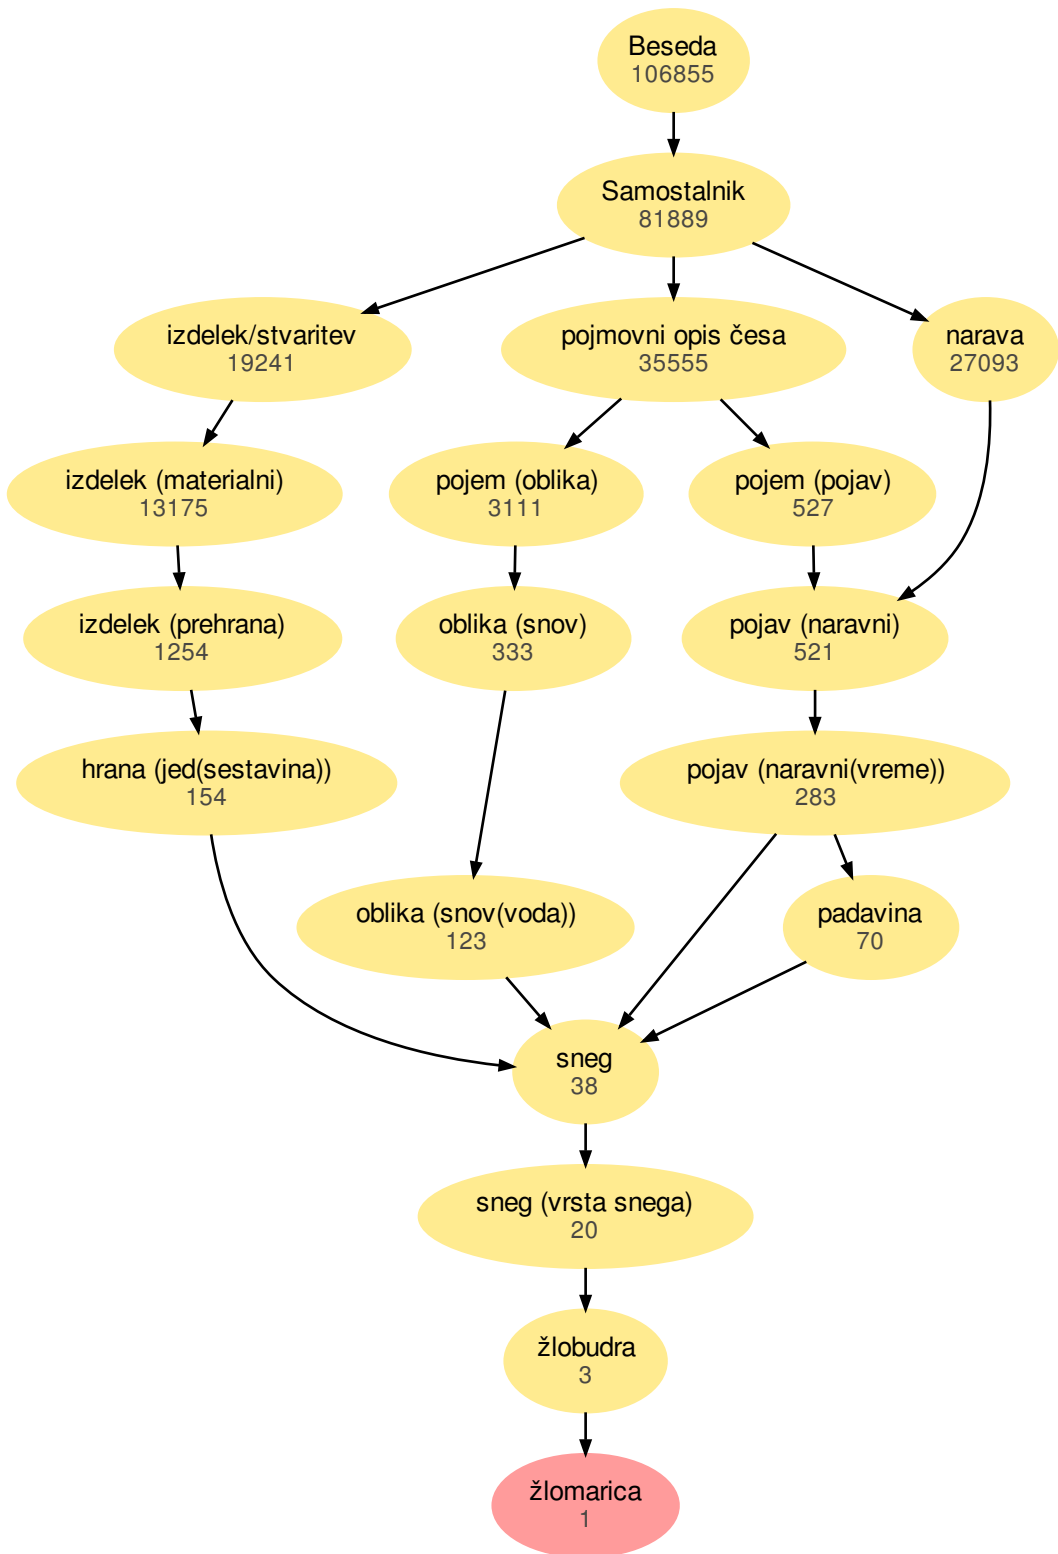 Beseda
106855
Samostalnik
81889
izdelek/stvaritev
19241
pojmovni opis česa
35555
narava
27093
izdelek (materialni)
13175
pojem (oblika)
3111
pojem (pojav)
527
izdelek (prehrana)
1254
oblika (snov)
333
pojav (naravni)
521
hrana (jed(sestavina))
154
pojav (naravni(vreme))
283
oblika (snov(voda))
123
padavina
70
sneg
38
sneg (vrsta snega)
20
žlobudra
3
žlomarica
1